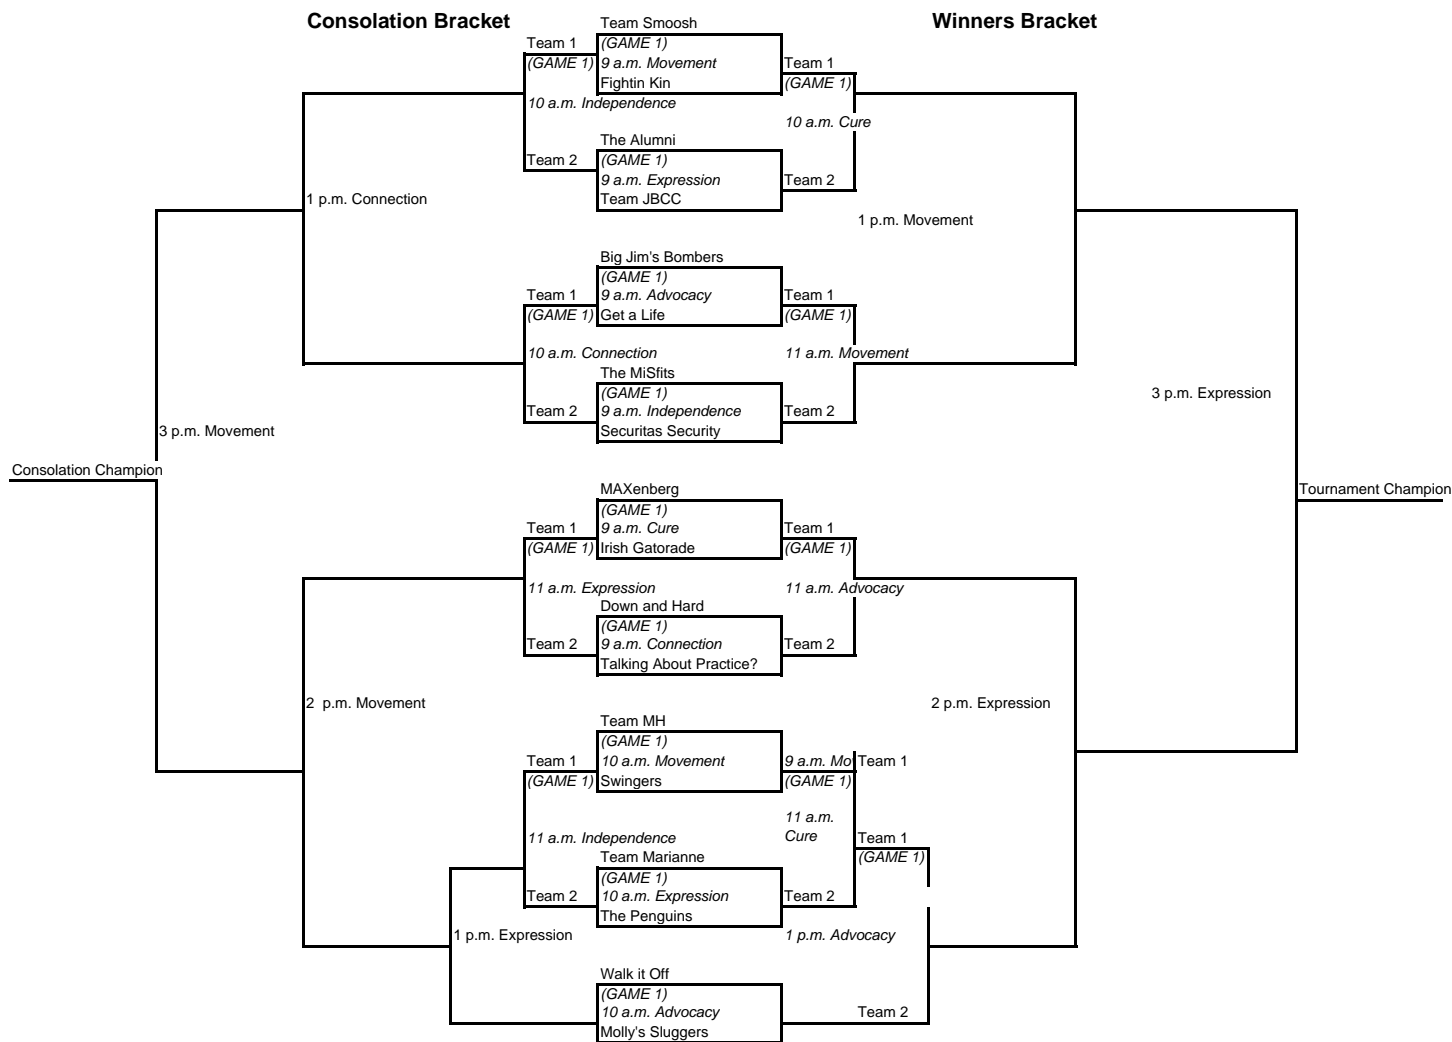 Consolation Bracket
Winners Bracket
Team Smoosh
Team 1
(GAME 1)
(GAME 1)
9 a.m. Movement
Team 1
Fightin Kin
(GAME 1)
10 a.m. Independence
10 a.m. Cure
The Alumni
Team 2
(GAME 1)
9 a.m. Expression
Team 2
Team JBCC
1 p.m. Connection
1 p.m. Movement
Big Jim's Bombers
(GAME 1)
Team 1
9 a.m. Advocacy
Team 1
(GAME 1)
Get a Life
(GAME 1)
10 a.m. Connection
11 a.m. Movement
The MiSfits
(GAME 1)
3 p.m. Expression
Team 2
9 a.m. Independence
Team 2
3 p.m. Movement
Securitas Security
Consolation Champion
MAXenberg
Tournament Champion
(GAME 1)
Team 1
9 a.m. Cure
Team 1
(GAME 1)
Irish Gatorade
(GAME 1)
11 a.m. Expression
11 a.m. Advocacy
Down and Hard
(GAME 1)
Team 2
9 a.m. Connection
Team 2
Talking About Practice?
2 p.m. Movement
2 p.m. Expression
Team MH
(GAME 1)
Team 1
10 a.m. Movement
9 a.m. Mo
Team 1
(GAME 1)
Swingers
(GAME 1)
11 a.m.
Cure
11 a.m. Independence
Team 1
Team Marianne
(GAME 1)
(GAME 1)
Team 2
10 a.m. Expression
Team 2
The Penguins
1 p.m. Expression
1 p.m. Advocacy
Walk it Off
(GAME 1)
10 a.m. Advocacy
Team 2
Molly's Sluggers